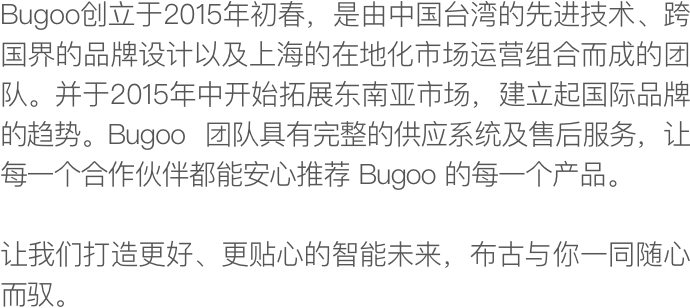 Bugoo创立于2015年初春，是由中国台湾的先进技术、跨
国界的品牌设计以及上海的在地化市场运营组合而成的团
队。并于2015年中开始拓展东南亚市场，建立起国际品牌
的趋势。Bugoo 团队具有完整的供应系统及售后服务，让
每一个合作伙伴都能安心推荐 Bugoo 的每一个产品。
让我们打造更好、更贴心的智能未来，布古与你一同随心
而驭。